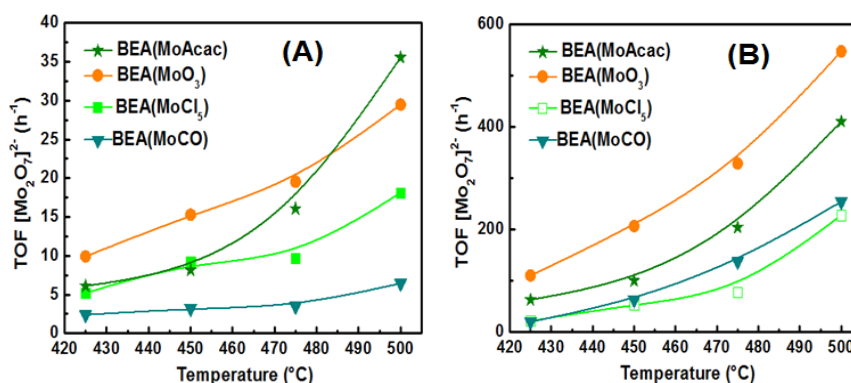 (A)
BEA(MoAcac)
BEA(MoO3)
BEA(MoCl5)
BEA(MoCO)
TOF [Mo2O7]2- (h-1)
40
35
30
25
20
15
10
5
0
420 430 440 450 460 470 480 490 500
Temperature (°C)
(B)
BEA(MoAcac)
BEA(MoO3)
BEA(MoCl5)
BEA(MoCO)
TOF [Mo2O7]2- (h-1)
600
400
200
0
420 430 440 450 460 470 480 490 500
Temperature (°C)